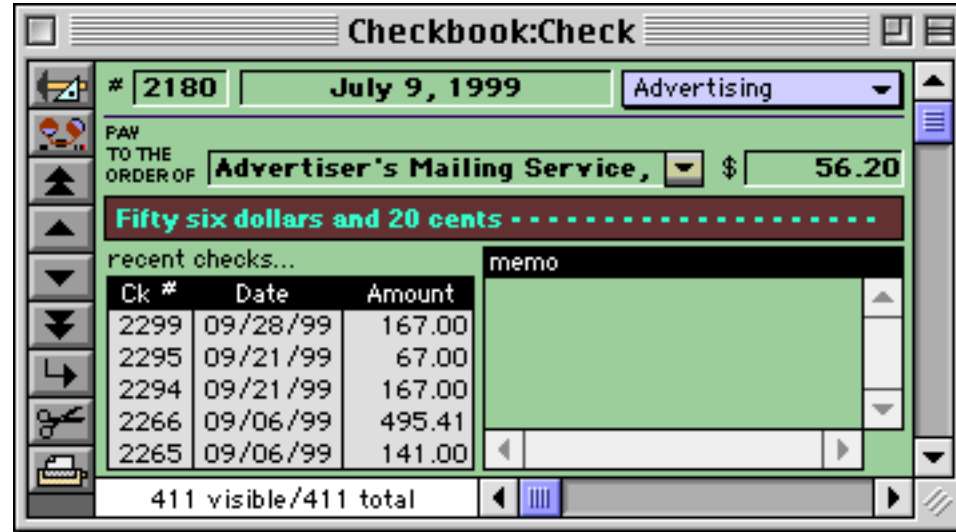 Checkbook:Check
# 2180 July 9, 1999 Advertising
PAY
TO THE
ORDER OF Advertiser's Mailing Service, $ 56.20
Fifty six dollars and 20 cents - - - - - - - - - - - - - - - - - - - - -
recent checks... memo
Ck # Date Amount
2299 09/28/99 167.00
2295 09/21/99 67.00
2294 09/21/99 167.00
2266 09/06/99 495.41
2265 09/06/99 141.00
411 visible/411 total